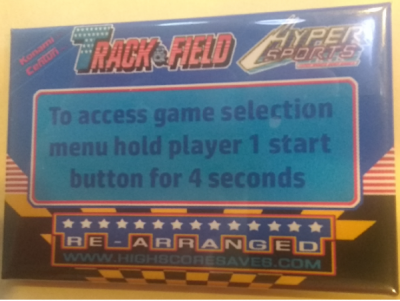 Konami
TRACK & FIELD
HYPER
SPORTS
To access game selection
menu hold player 1 start
button for 4 seconds
RE-ARRANGED
WWW.HIGHSCORESAVES.COM